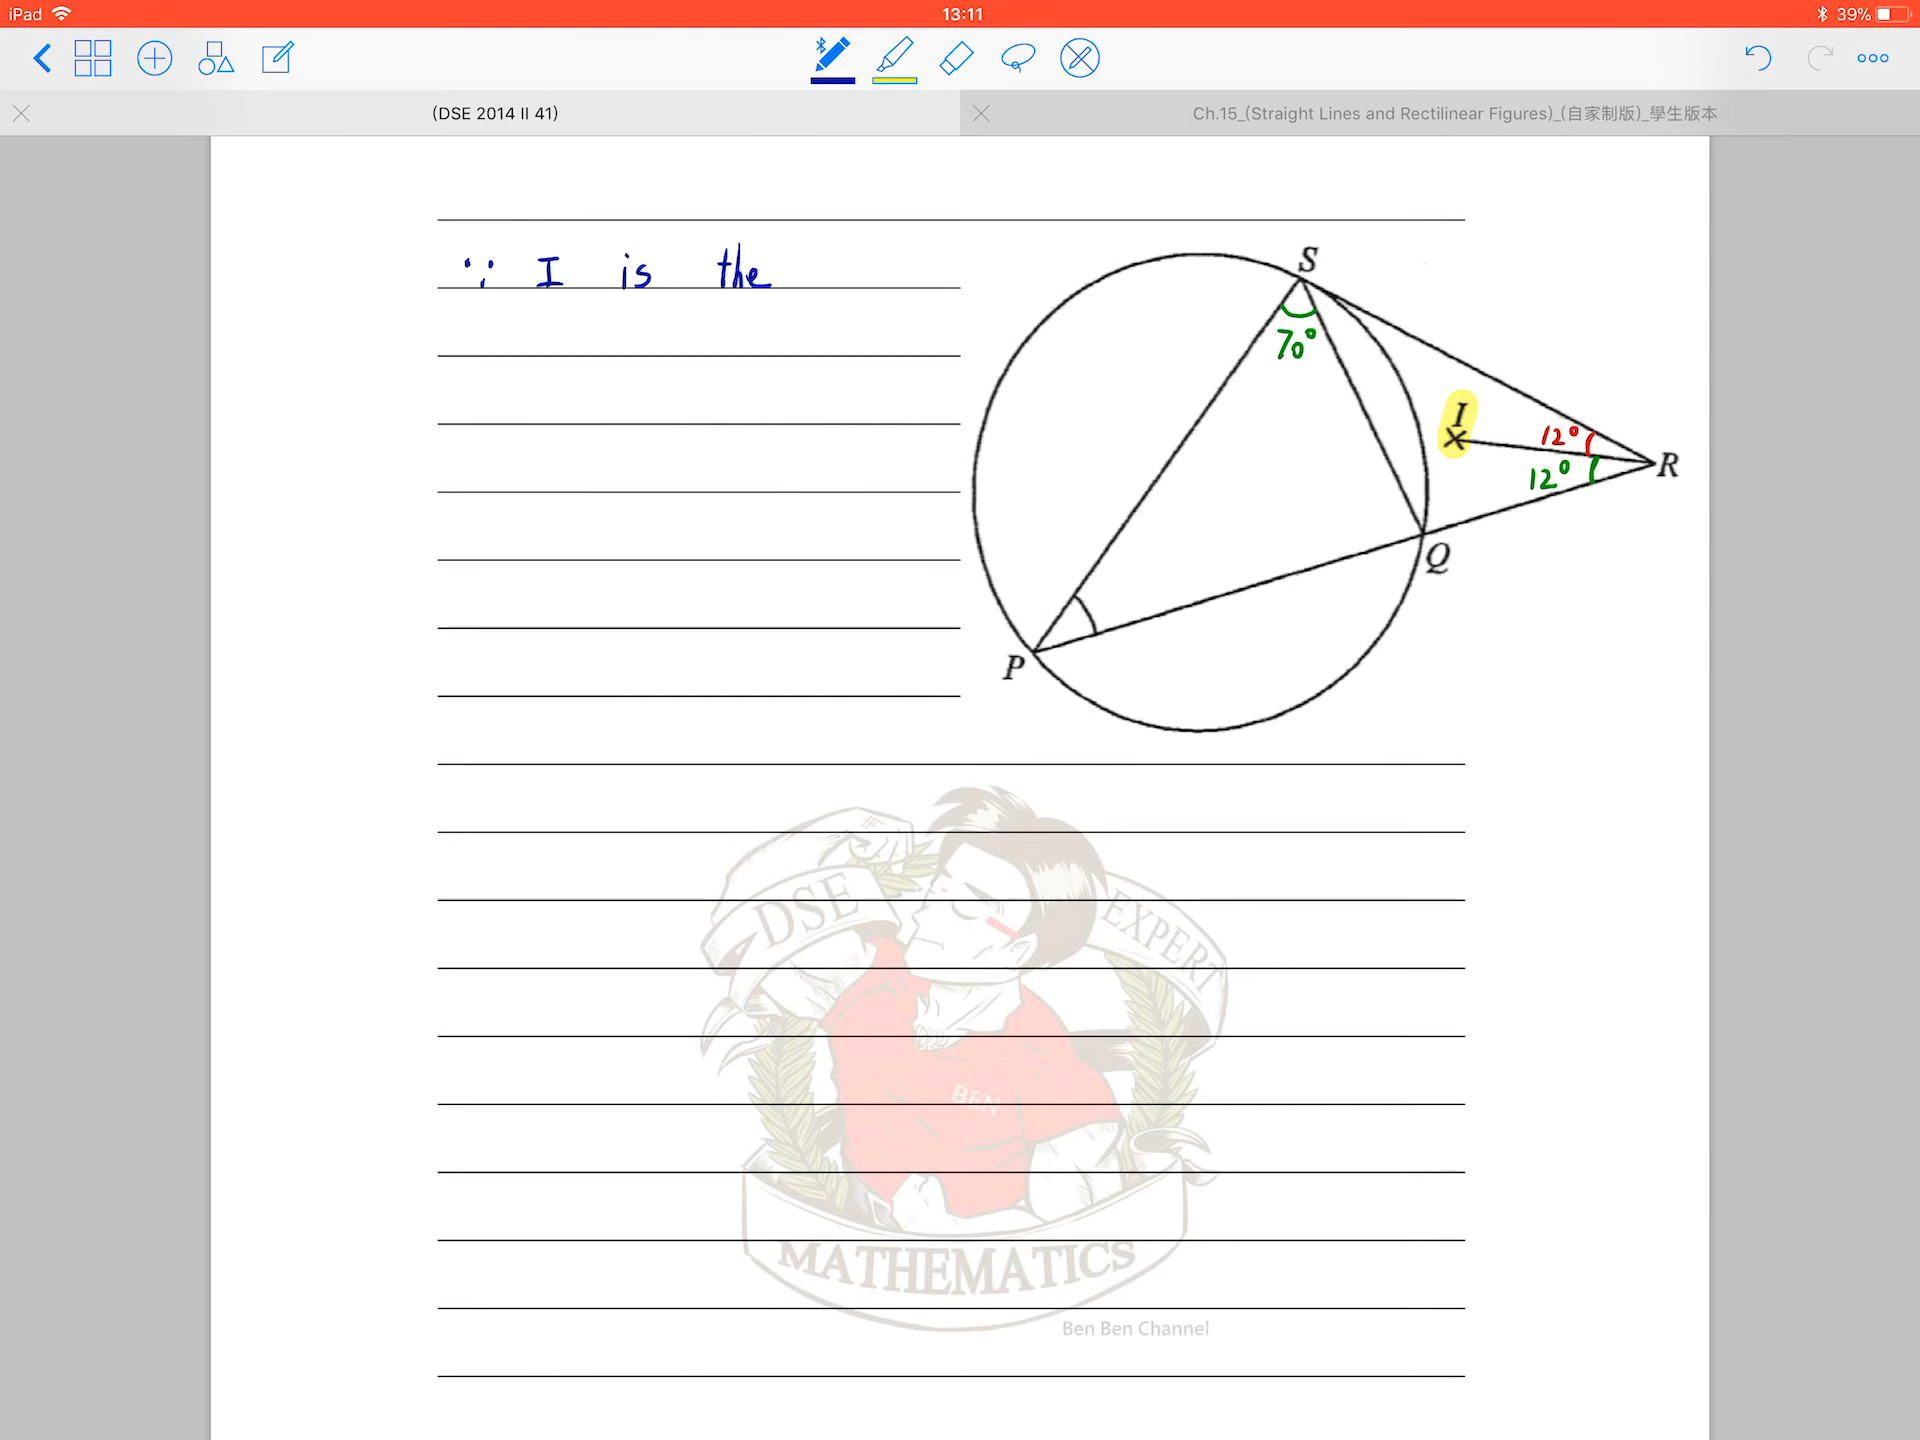 iPad 13:11 39%
(DSE 2014 II 41) Ch.15_(Straight Lines and Rectilinear Figures)_(自家制版)_學生版本
∵ I is the
S
70°
I
12°
12°
R
Q
P
DSE EXPERT
BEN
MATHEMATICS
Ben Ben Channel